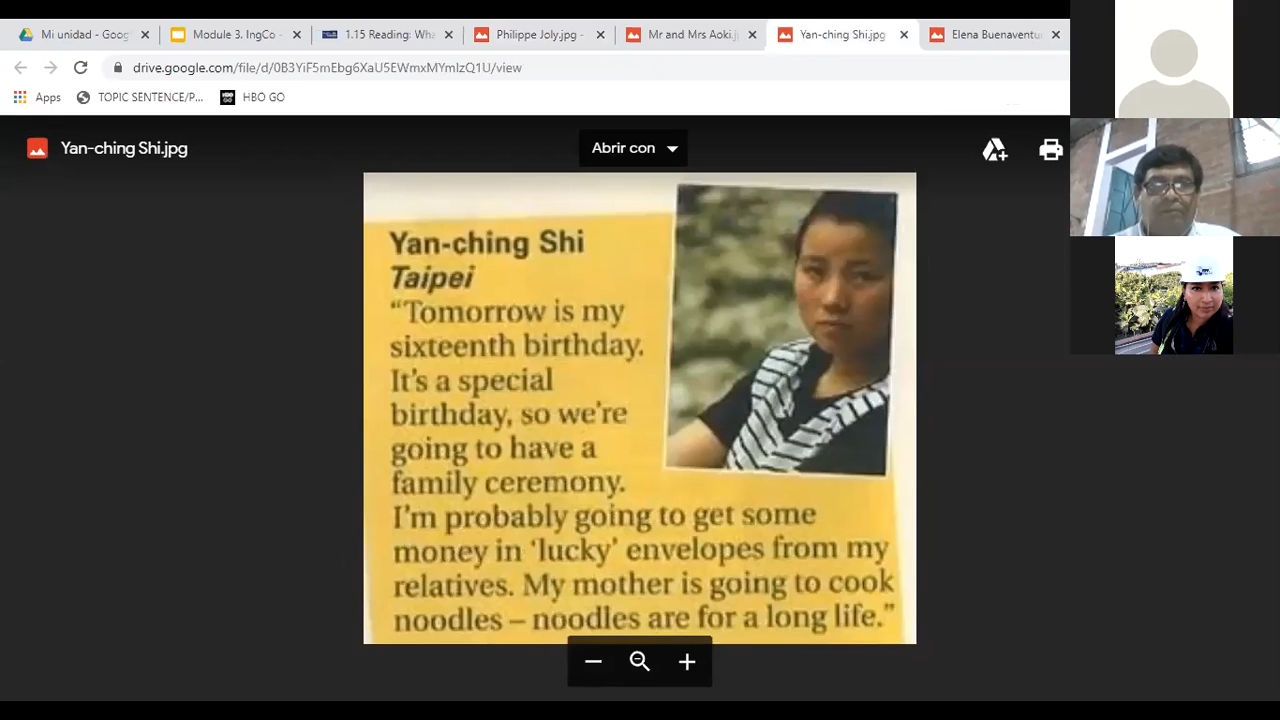 Mi unidad - Goog
Module 3. IngCo -
1.15 Reading: Wha
Philippe Joly.jpg -
Mr and Mrs Aoki.j
Yan-ching Shi.jpg
Elena Buenaventu
drive.google.com/file/d/0B3YiF5mEbg6XaU5EWmxMYmlzQ1U/view
Apps
TOPIC SENTENCE/P...
HBO GO
Yan-ching Shi.jpg
Abrir con
Yan-ching Shi
Taipei
“Tomorrow is my
sixteenth birthday.
It’s a special
birthday, so we’re
going to have a
family ceremony.
I’m probably going to get some
money in ‘lucky’ envelopes from my
relatives. My mother is going to cook
noodles – noodles are for a long life.”